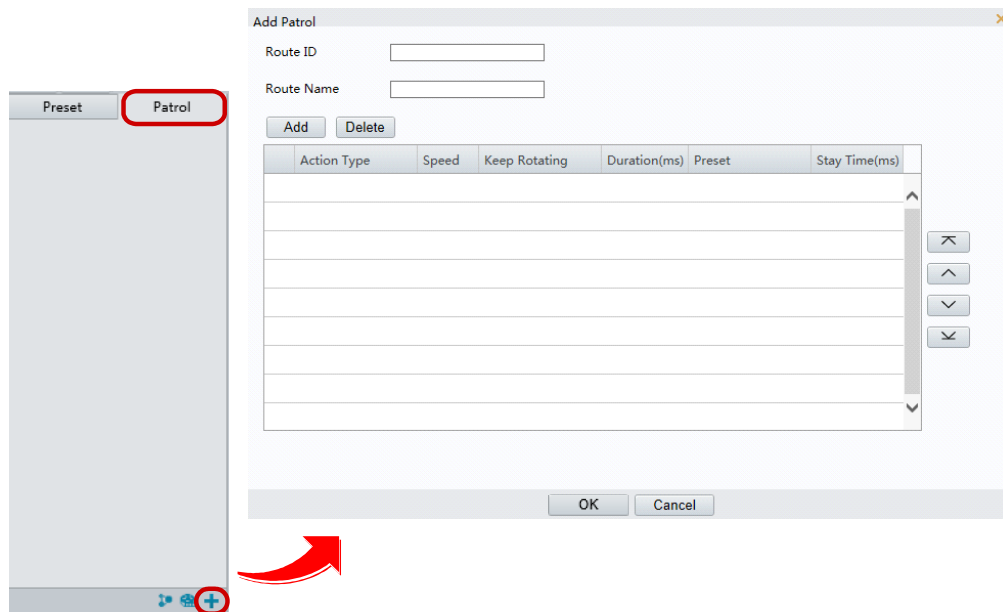 Preset Patrol
Add Patrol
Route ID
Route Name
Add Delete
Action Type Speed Keep Rotating Duration(ms) Preset Stay Time(ms)
OK Cancel